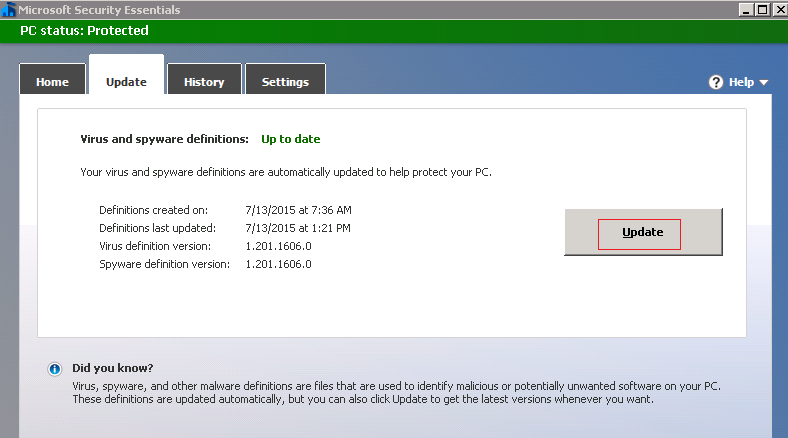 Microsoft Security Essentials
PC status: Protected
Home Update History Settings Help
Virus and spyware definitions: Up to date
Your virus and spyware definitions are automatically updated to help protect your PC.
Definitions created on: 7/13/2015 at 7:36 AM
Definitions last updated: 7/13/2015 at 1:21 PM
Virus definition version: 1.201.1606.0
Spyware definition version: 1.201.1606.0
Update
Did you know?
Virus, spyware, and other malware definitions are files that are used to identify malicious or potentially unwanted software on your PC.
These definitions are updated automatically, but you can also click Update to get the latest versions whenever you want.